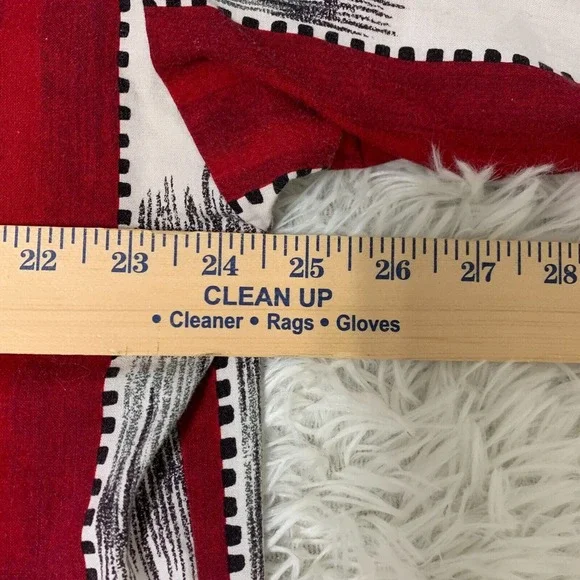 22 23 24 25 26 27 28
CLEAN UP
• Cleaner • Rags • Gloves